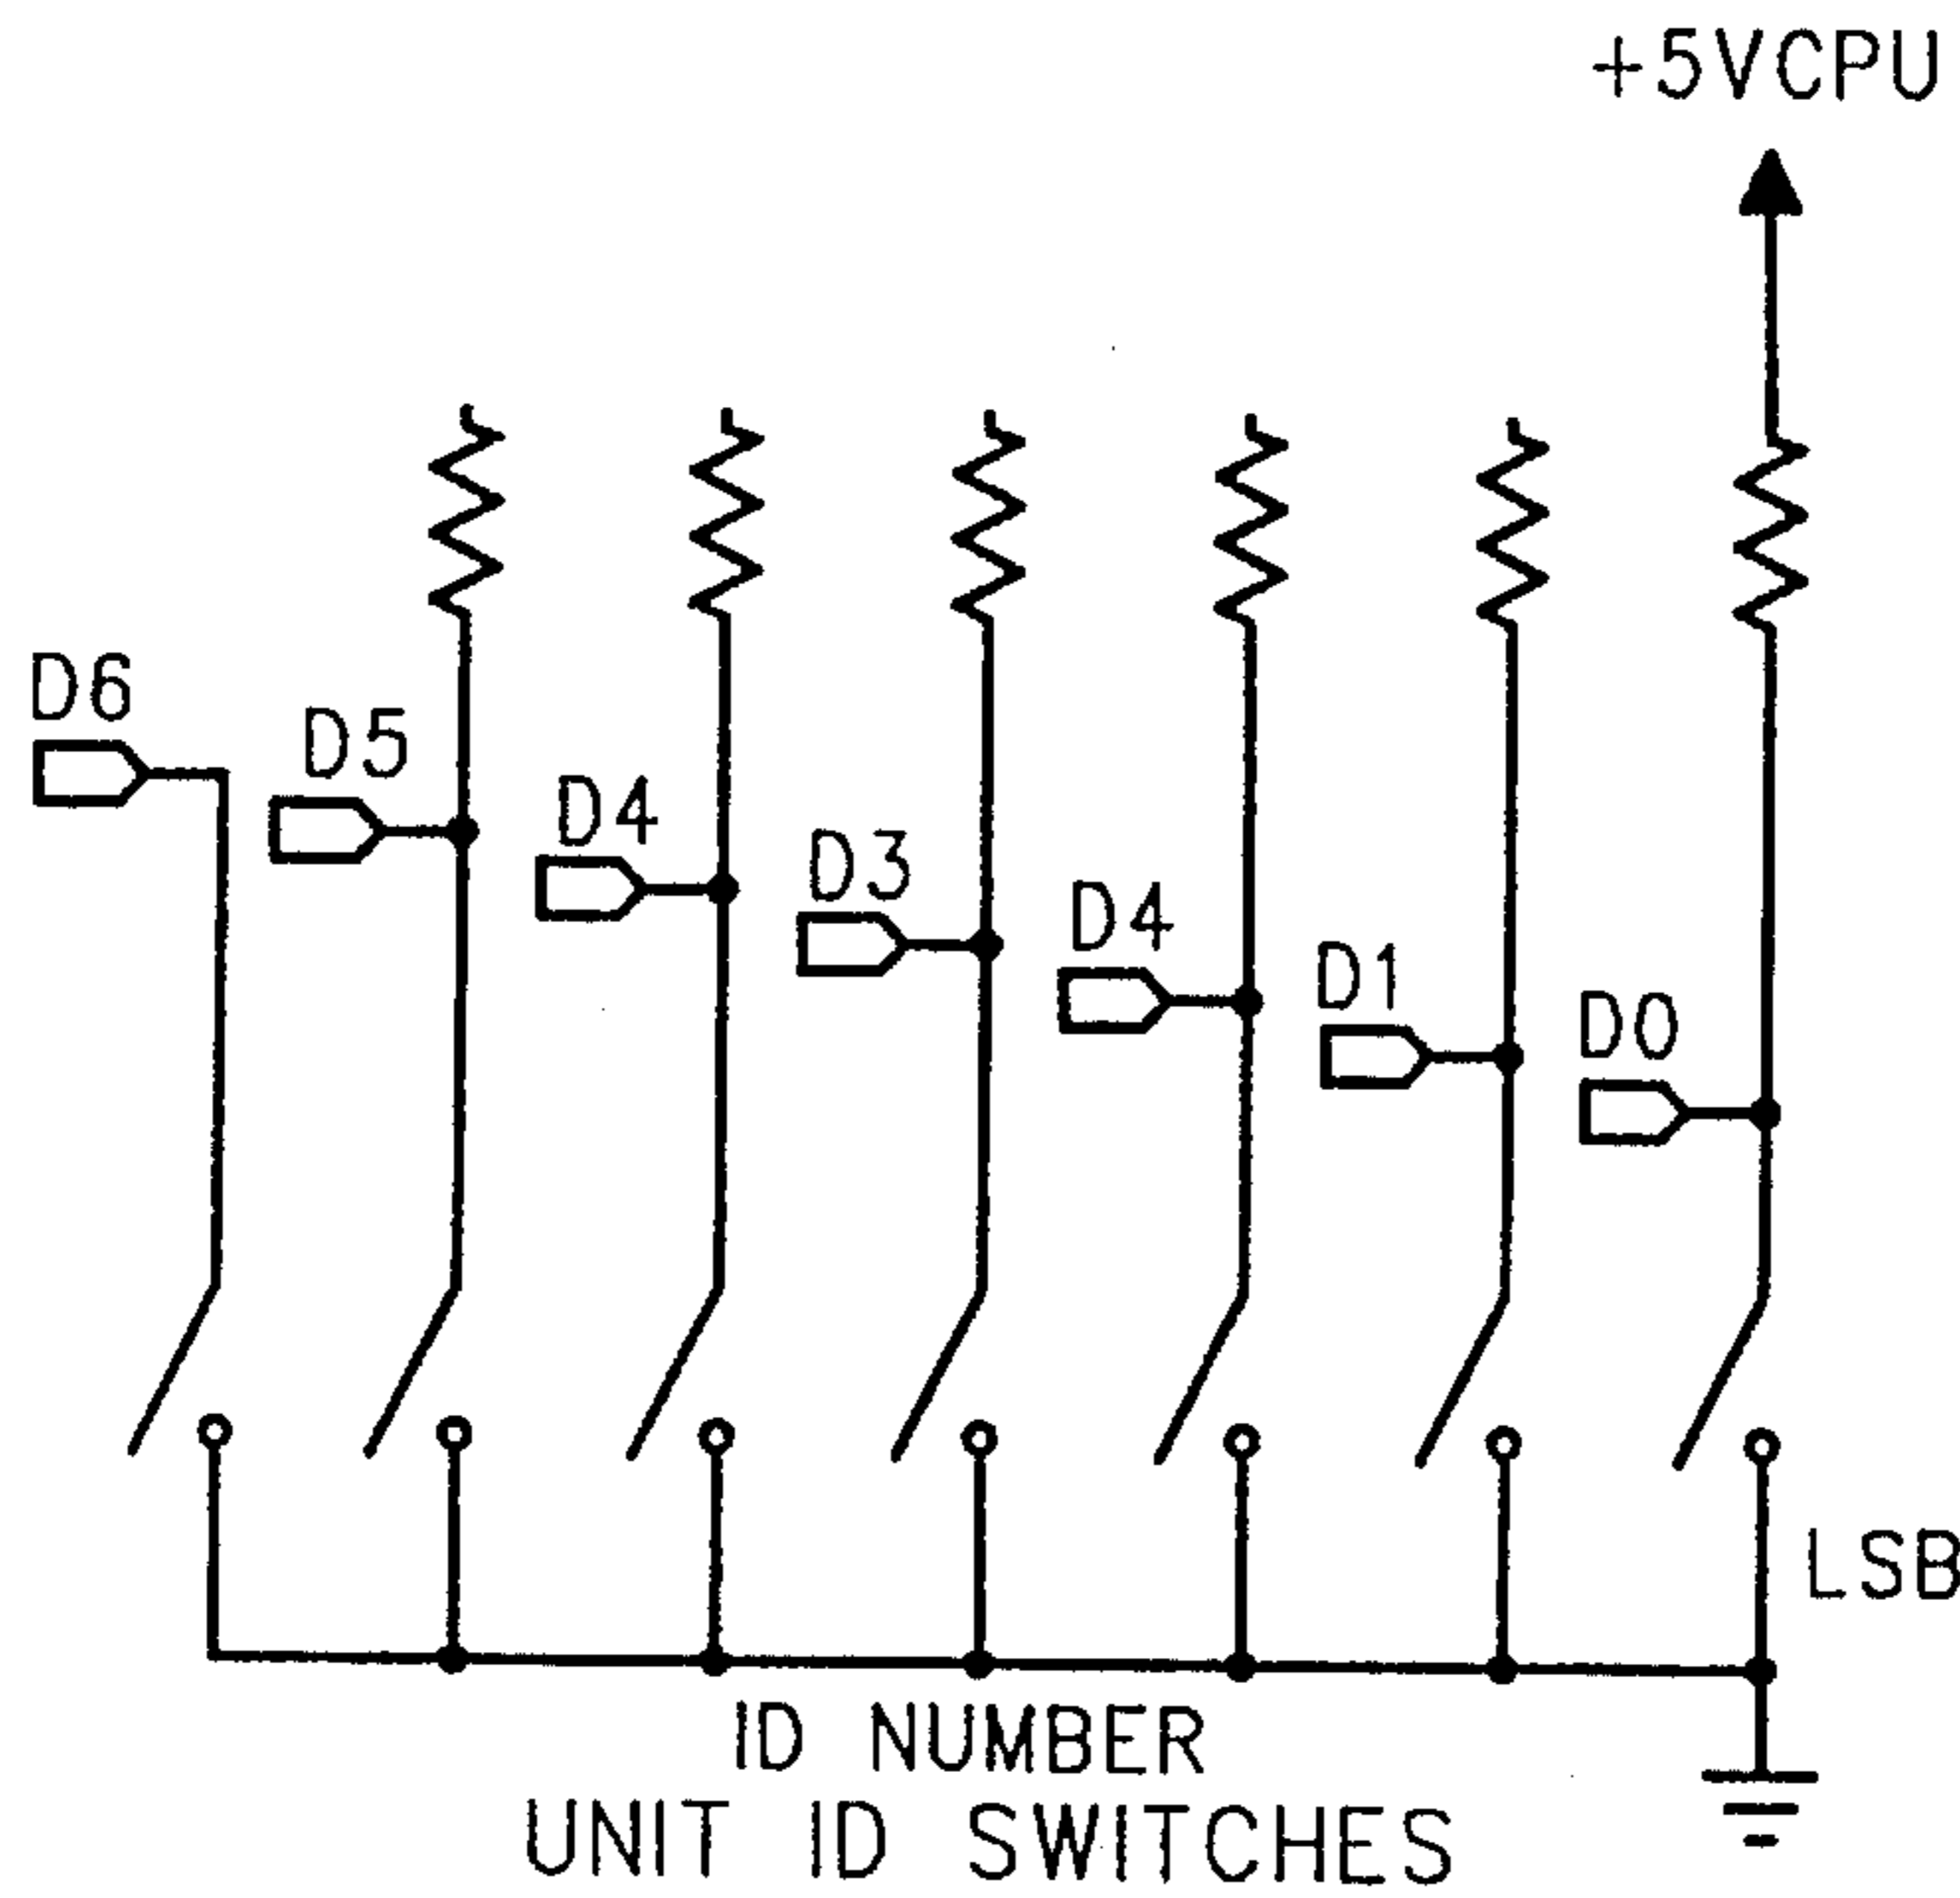 +5VCPU
D6
D5
D4
D3
D4
D1
D0
LSB
ID NUMBER
UNIT ID SWITCHES